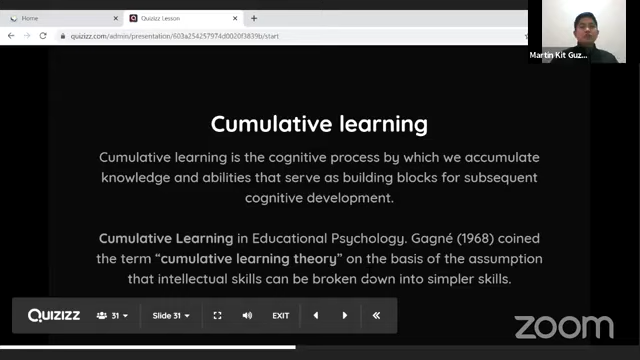 Home
Quizizz Lesson
quizizz.com/admin/presentation/603a254257974d0020f3839b/start
Martin Kit Guz...
Cumulative learning
Cumulative learning is the cognitive process by which we accumulate
knowledge and abilities that serve as building blocks for subsequent
cognitive development.
Cumulative Learning in Educational Psychology. Gagné (1968) coined
the term “cumulative learning theory” on the basis of the assumption
that intellectual skills can be broken down into simpler skills.
Quizizz 31 Slide 31 EXIT
zoom